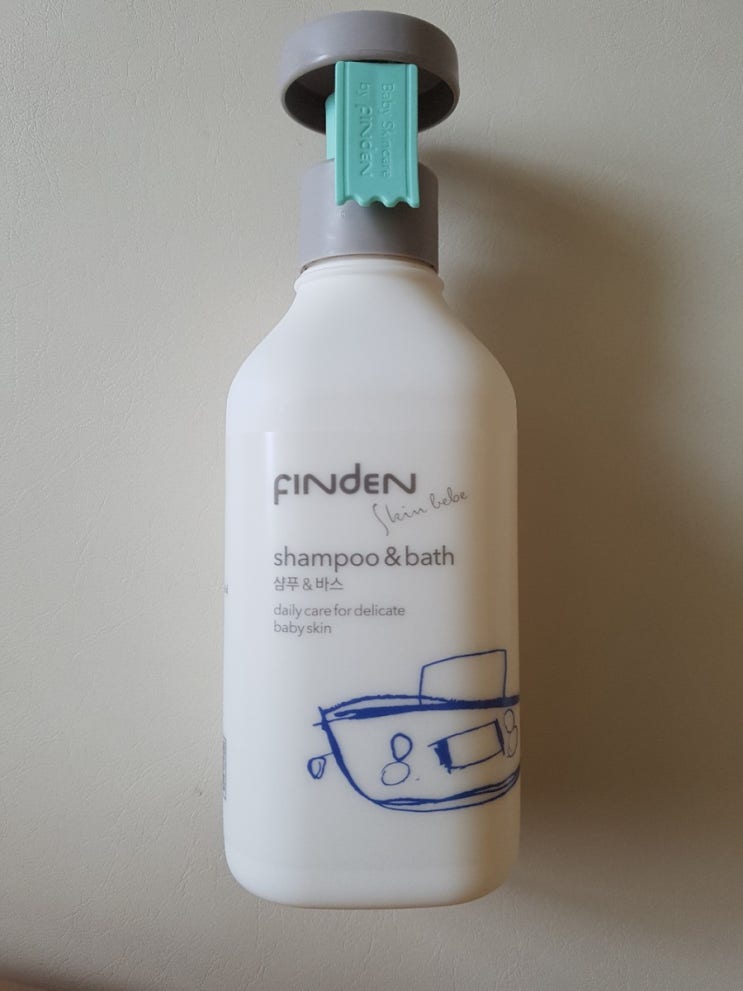 Baby Skincare
by FINdEN
FINdEN
Skin bebe
shampoo & bath
샴푸 & 바스
daily care for delicate
baby skin